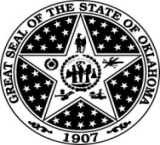 GREAT SEAL OF THE STATE OF OKLAHOMA
1907